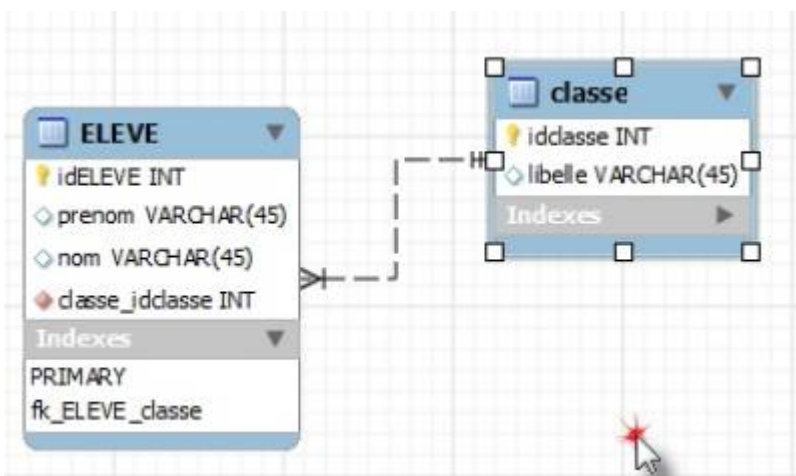 ELEVE
idELEVE INT
prenom VARCHAR(45)
nom VARCHAR(45)
classe_idclasse INT
Indexes
PRIMARY
fk_ELEVE_classe
classe
idclasse INT
libelle VARCHAR(45)
Indexes